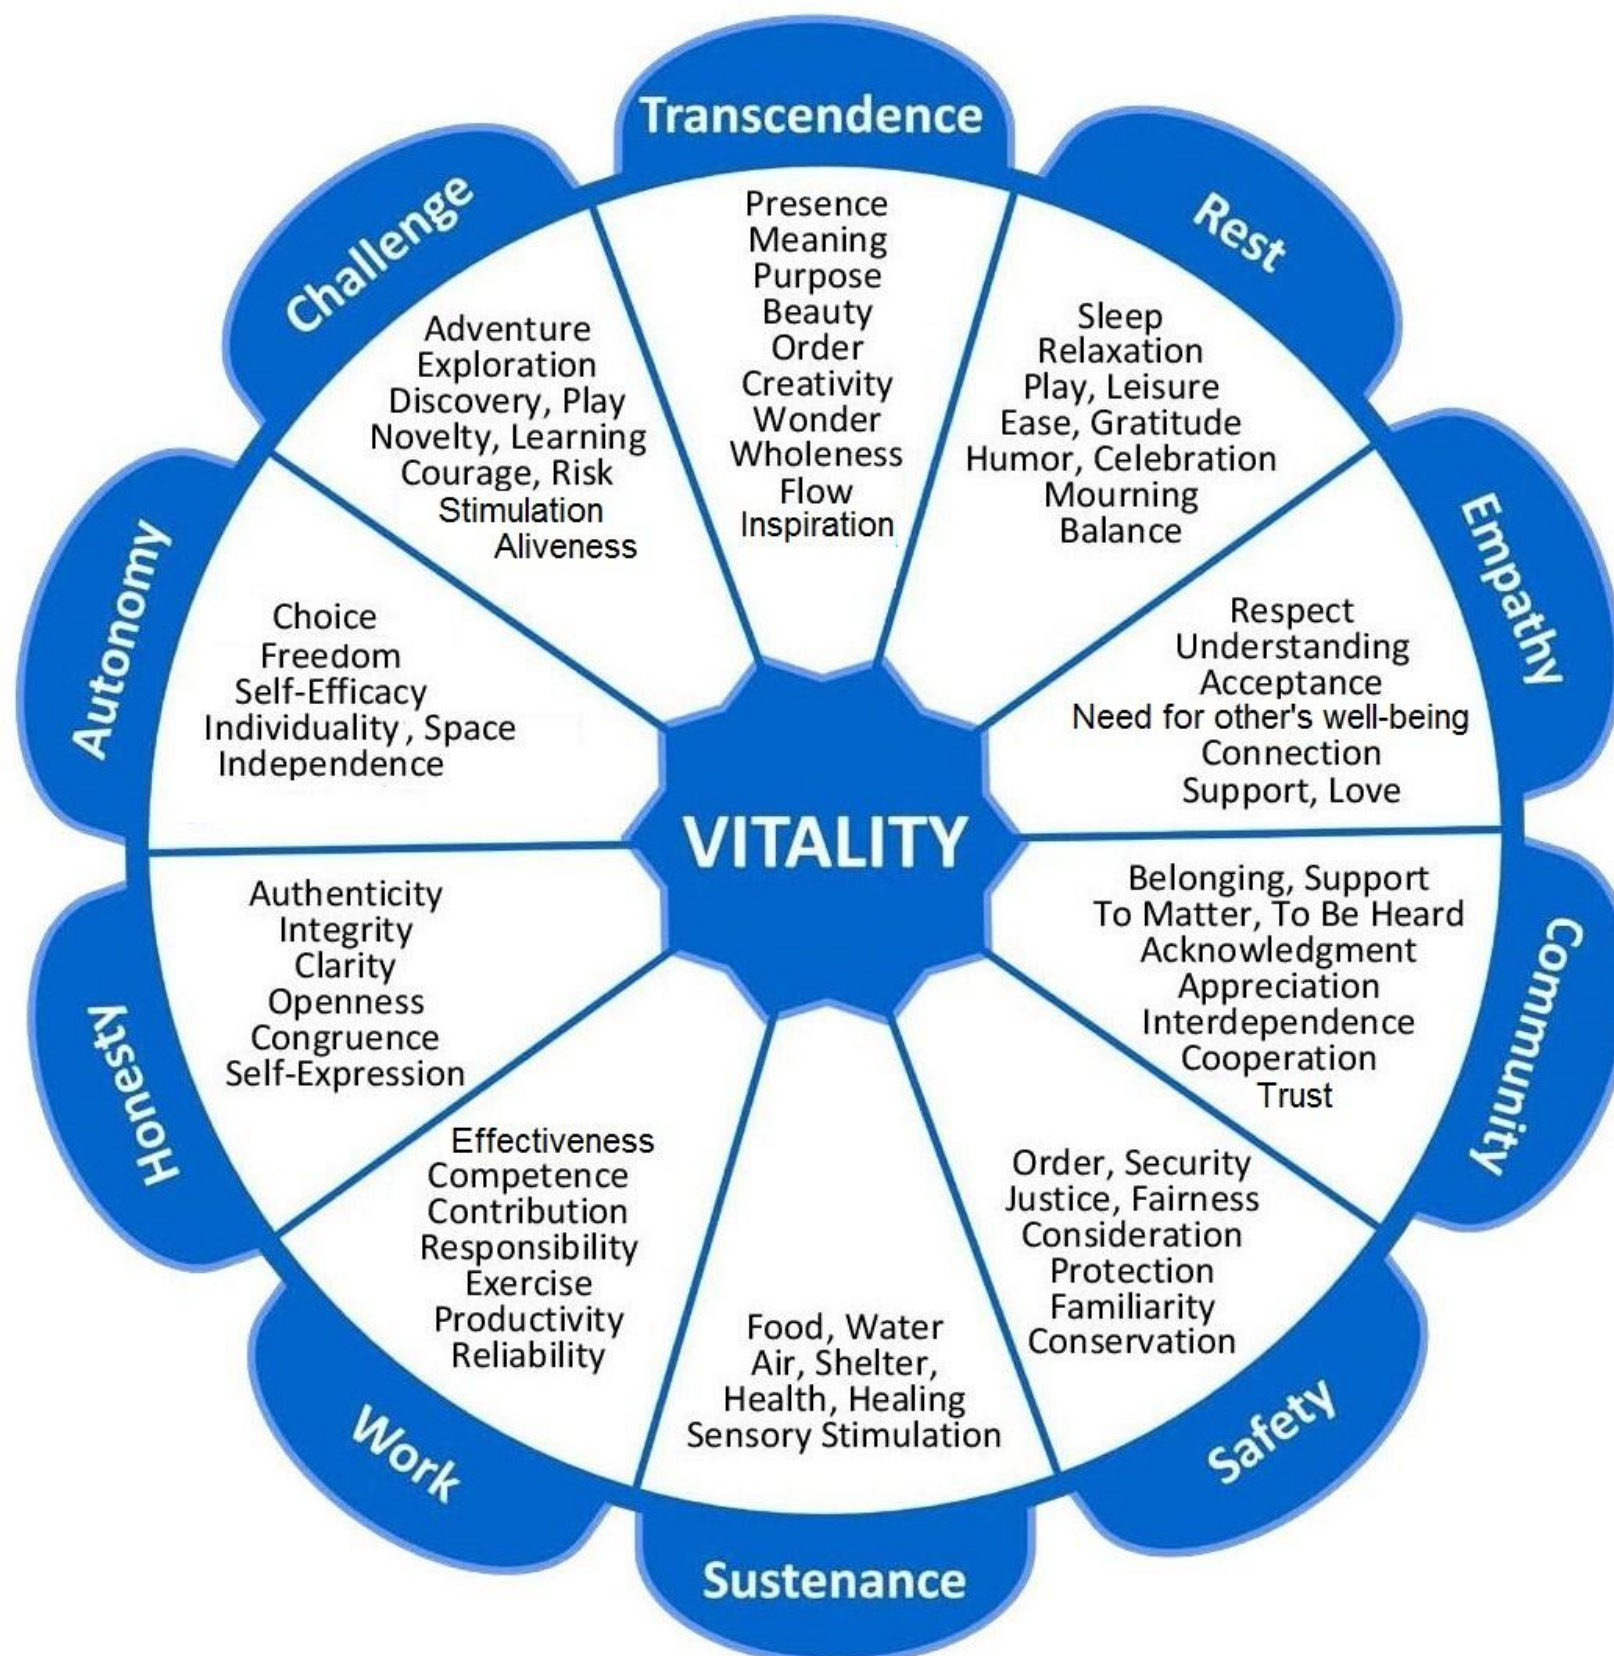 Transcendence
Presence
Meaning
Purpose
Beauty
Order
Creativity
Wonder
Wholeness
Flow
Inspiration
Rest
Sleep
Relaxation
Play, Leisure
Ease, Gratitude
Humor, Celebration
Mourning
Balance
Empathy
Respect
Understanding
Acceptance
Need for other's well-being
Connection
Support, Love
Community
Belonging, Support
To Matter, To Be Heard
Acknowledgment
Appreciation
Interdependence
Cooperation
Trust
Safety
Order, Security
Justice, Fairness
Consideration
Protection
Familiarity
Conservation
Sustenance
Food, Water
Air, Shelter,
Health, Healing
Sensory Stimulation
Work
Effectiveness
Competence
Contribution
Responsibility
Exercise
Productivity
Reliability
Honesty
Authenticity
Integrity
Clarity
Openness
Congruence
Self-Expression
Autonomy
Choice
Freedom
Self-Efficacy
Individuality, Space
Independence
Challenge
Adventure
Exploration
Discovery, Play
Novelty, Learning
Courage, Risk
Stimulation
Aliveness
VITALITY